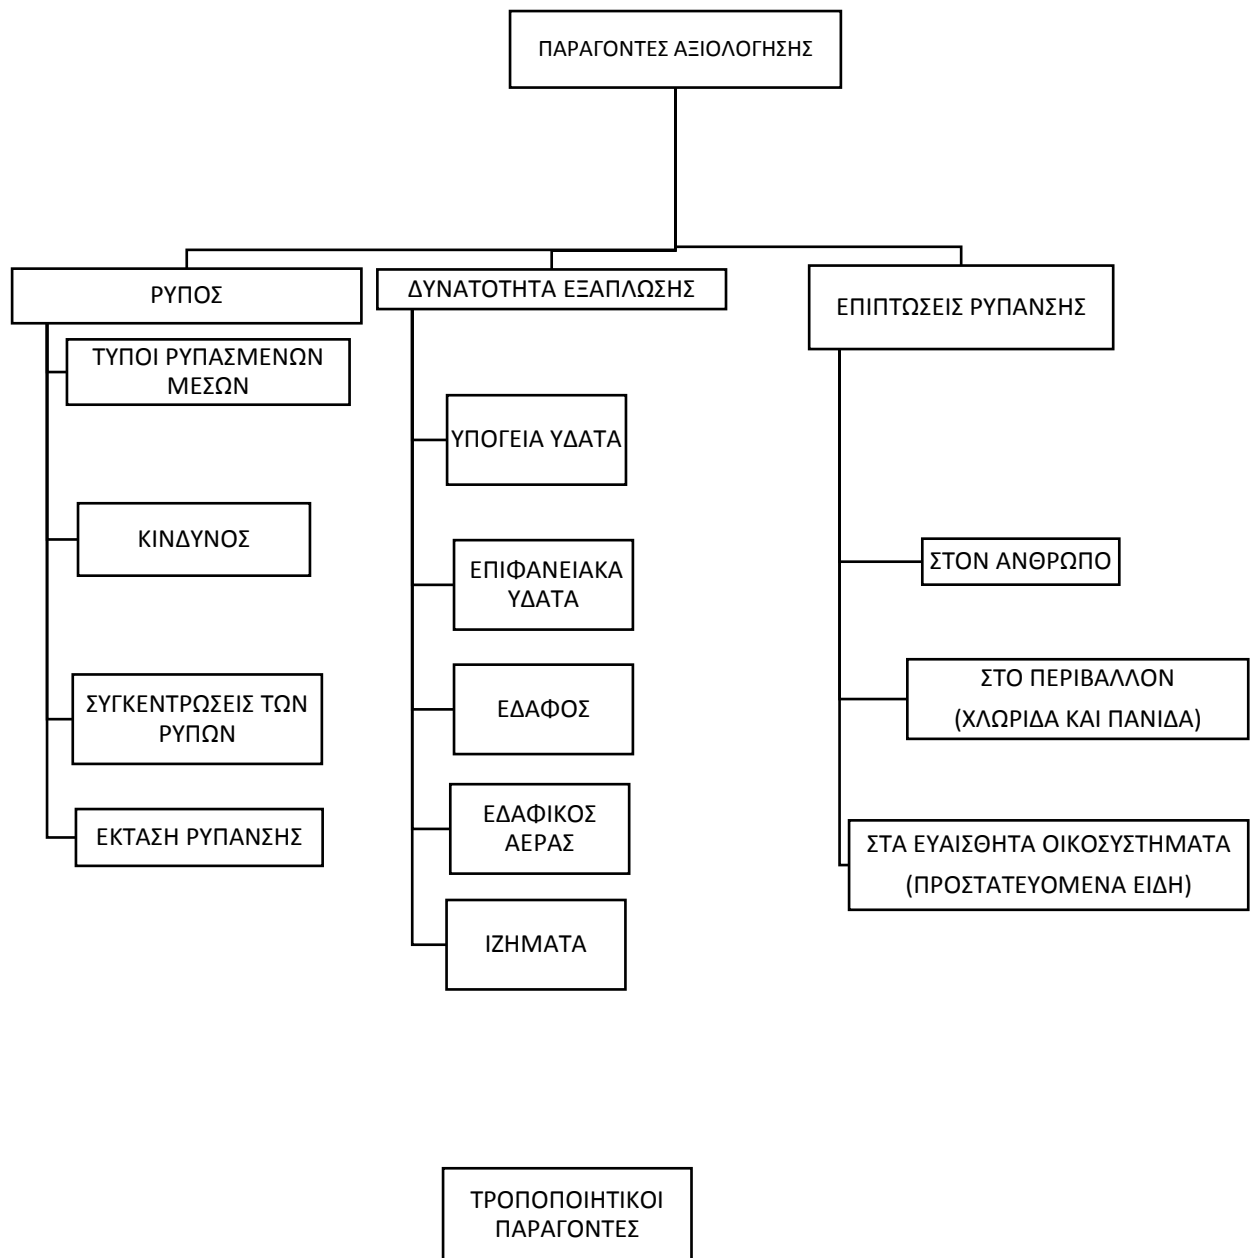 ΠΑΡΑΓΟΝΤΕΣ ΑΞΙΟΛΟΓΗΣΗΣ
ΡΥΠΟΣ
ΤΥΠΟΙ ΡΥΠΑΣΜΕΝΩΝ
ΜΕΣΩΝ
ΚΙΝΔΥΝΟΣ
ΣΥΓΚΕΝΤΡΩΣΕΙΣ ΤΩΝ
ΡΥΠΩΝ
ΕΚΤΑΣΗ ΡΥΠΑΝΣΗΣ
ΔΥΝΑΤΟΤΗΤΑ ΕΞΑΠΛΩΣΗΣ
ΥΠΟΓΕΙΑ ΥΔΑΤΑ
ΕΠΙΦΑΝΕΙΑΚΑ
ΥΔΑΤΑ
ΕΔΑΦΟΣ
ΕΔΑΦΙΚΟΣ
ΑΕΡΑΣ
ΙΖΗΜΑΤΑ
ΕΠΙΠΤΩΣΕΙΣ ΡΥΠΑΝΣΗΣ
ΣΤΟΝ ΑΝΘΡΩΠΟ
ΣΤΟ ΠΕΡΙΒΑΛΛΟΝ
(ΧΛΩΡΙΔΑ ΚΑΙ ΠΑΝΙΔΑ)
ΣΤΑ ΕΥΑΙΣΘΗΤΑ ΟΙΚΟΣΥΣΤΗΜΑΤΑ
(ΠΡΟΣΤΑΤΕΥΟΜΕΝΑ ΕΙΔΗ)
ΤΡΟΠΟΠΟΙΗΤΙΚΟΙ
ΠΑΡΑΓΟΝΤΕΣ